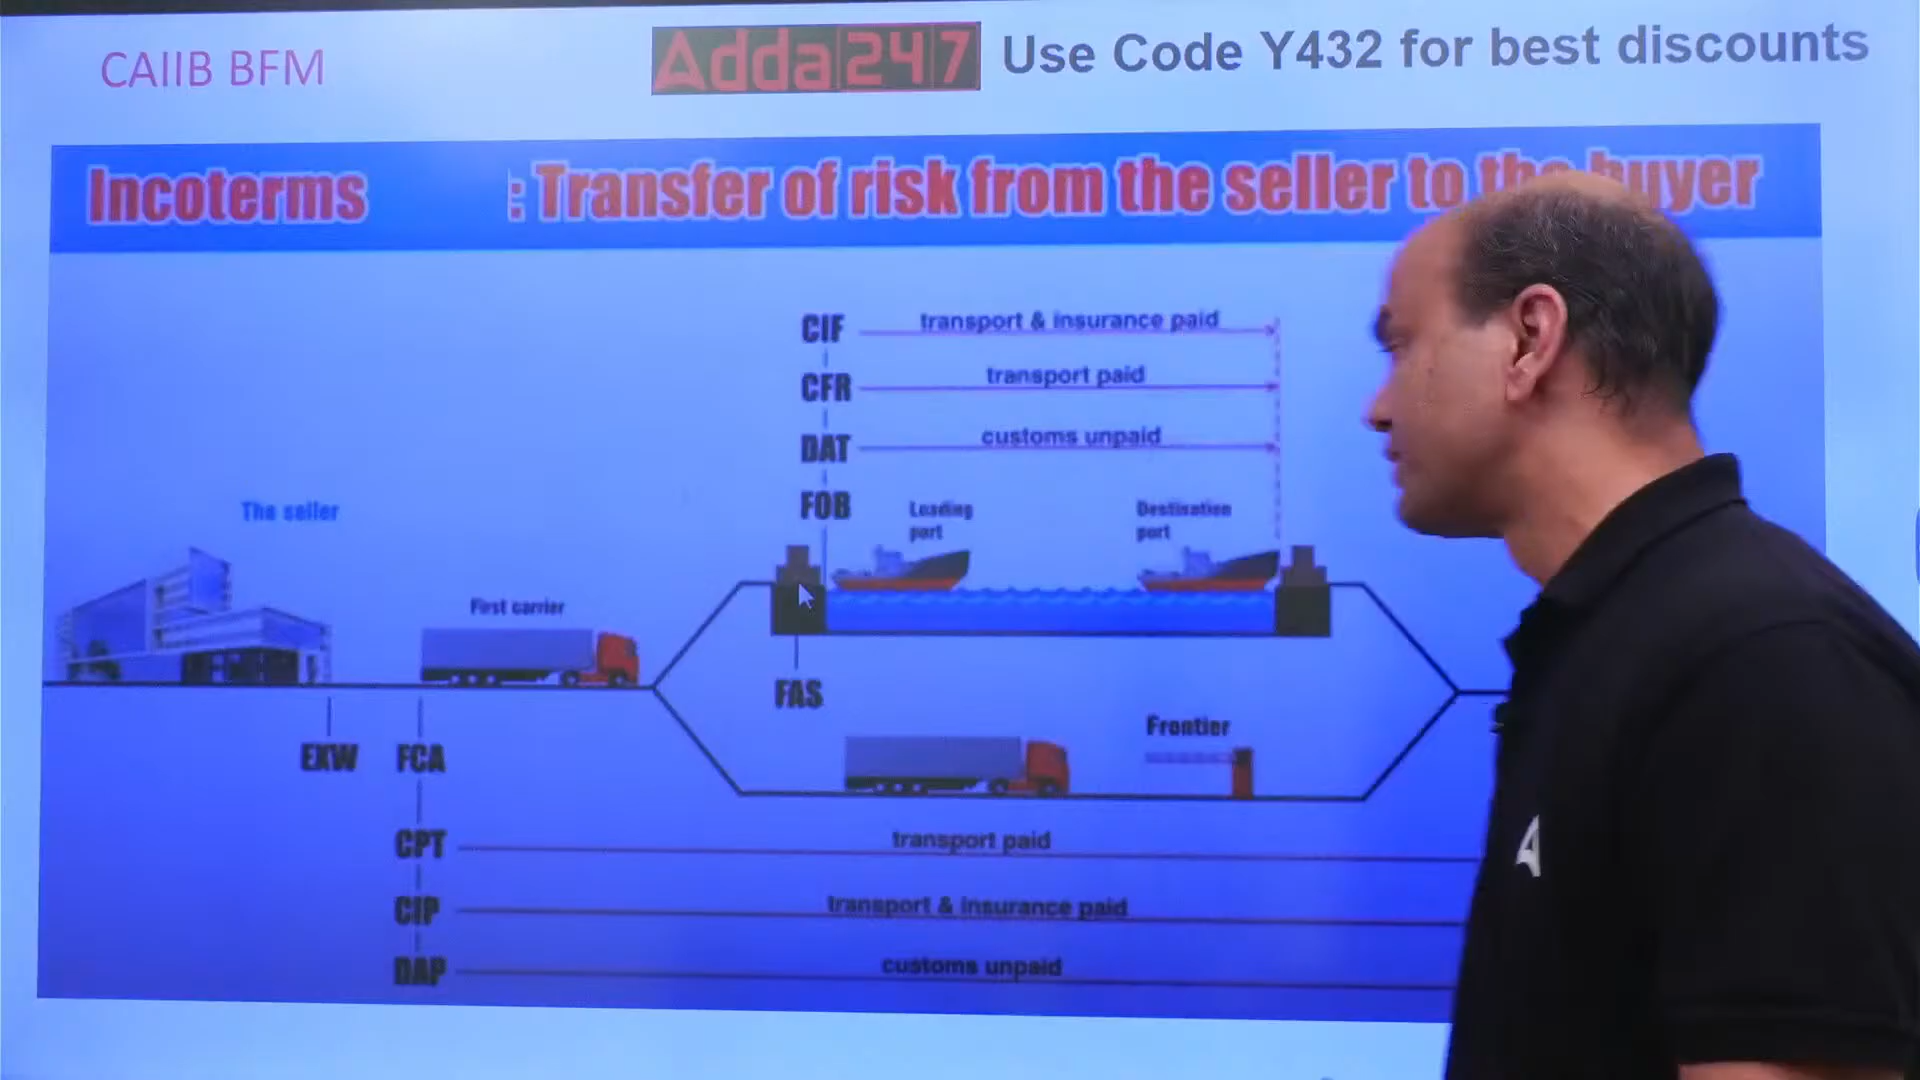 CAIIB BFM
Adda247 Use Code Y432 for best discounts
Incoterms : Transfer of risk from the seller to the buyer
CIF transport & insurance paid
CFR transport paid
DAT customs unpaid
FOB
Loading port
Destination port
The seller
First carrier
FAS
Frontier
EXW FCA
CPT transport paid
CIP transport & insurance paid
DAP customs unpaid